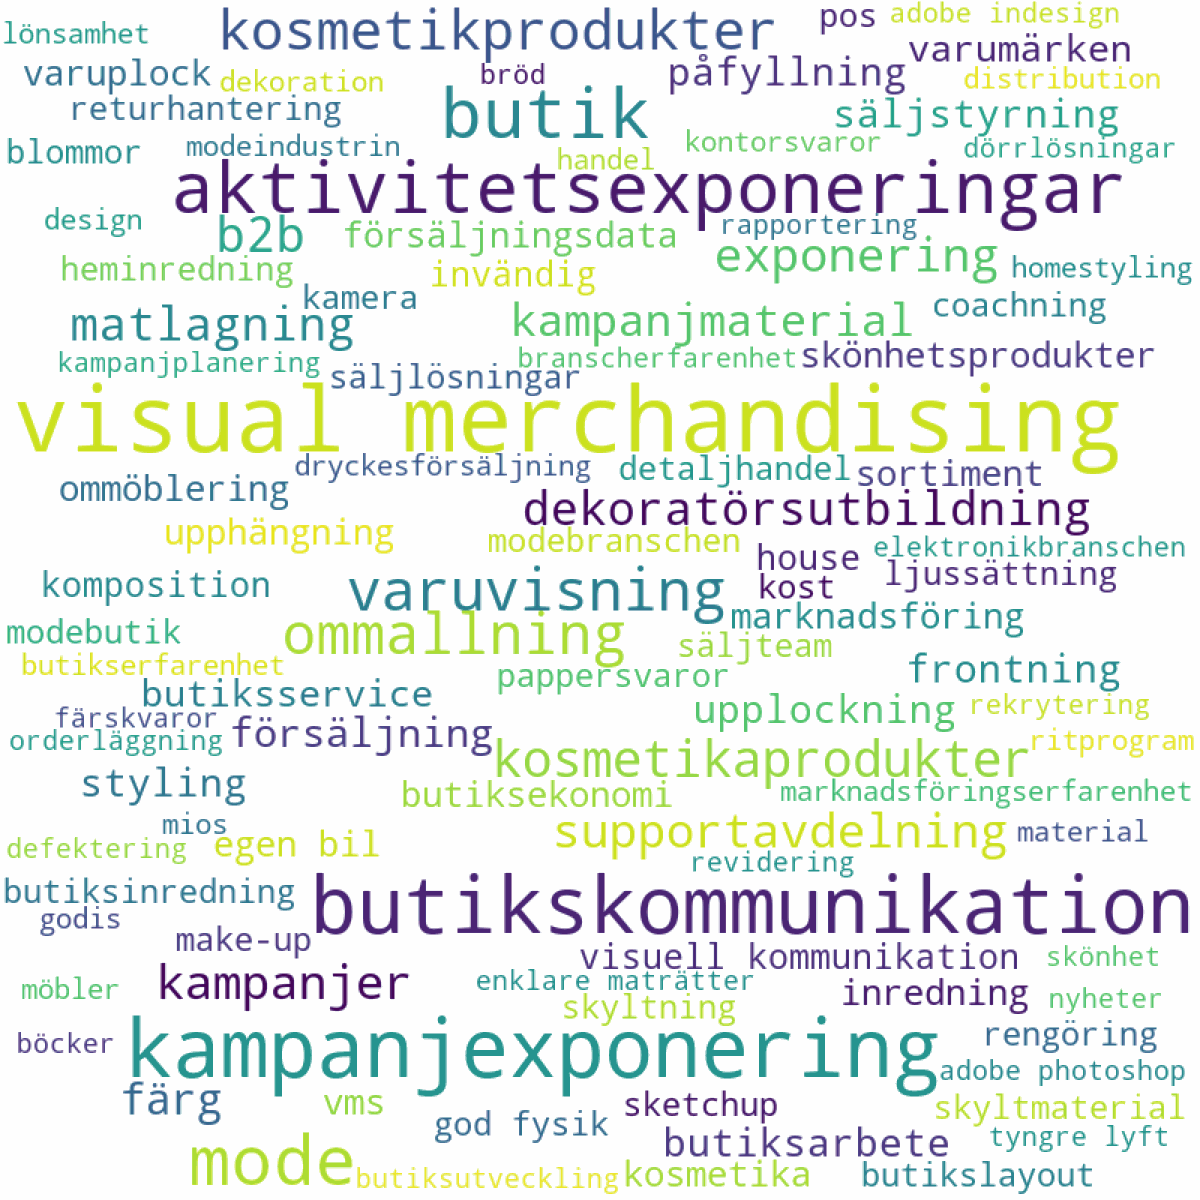 lönsamhet kosmetikprodukter pos adobe indesign
varuplock dekoration bröd påfyllning varumärken
distribution
returhantering butik säljstyrning
blommor modeindustrin handel kontorsvaror dörrlösningar
aktivitetsexponeringar
design b2b försäljningsdata rapportering
heminredning invändig exponering homestyling
kamera coachning
matlagning kampanjmaterial
kampanjplanering säljlösningar branscherfarenhet skönhetsprodukter
visual merchandising
ommöblering dryckesförsäljning detaljhandel sortiment
dekoratörsutbildning
upphängning modebranschen house elektronikbranschen
komposition varuvisning kost ljussättning
modebutik ommallning säljteam marknadsföring
butikserfarenhet pappersvaror frontning
butiksservice upplockning rekrytering
färskvaror försäljning
orderläggning kosmetikaprodukter ritprogram
styling butiksekonomi marknadsföringserfarenhet
mios supportavdelning material
defektering egen bil revidering
butiksinredning butikskommunikation
godis
make-up visuell kommunikation skönhet
möbler kampanjer enklare maträtter inredning nyheter
skyltning
böcker kampanjexponering rengöring
adobe photoshop
färg vms sketchup skyltmaterial
god fysik butiksarbete tyngre lyft
mode butiksutveckling kosmetika butikslayout